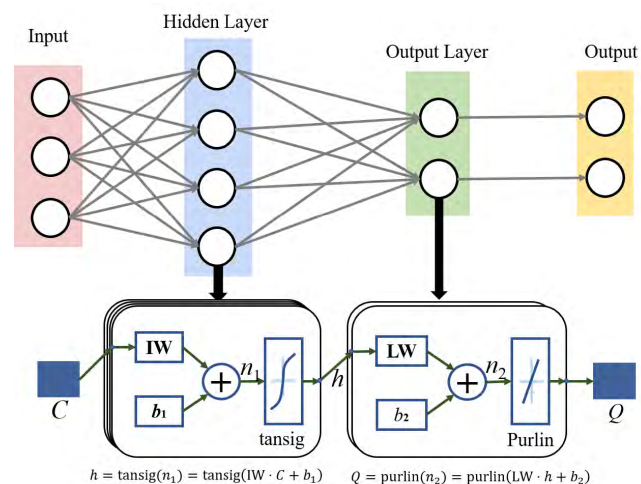 Hidden Layer
Input
Output Layer
Output
IW
n₁
b₁
tansig
C
h
LW
n₂
b₂
Purlin
Q
h = tansig(n₁) = tansig(IW · C + b₁)
Q = purlin(n₂) = purlin(LW · h + b₂)